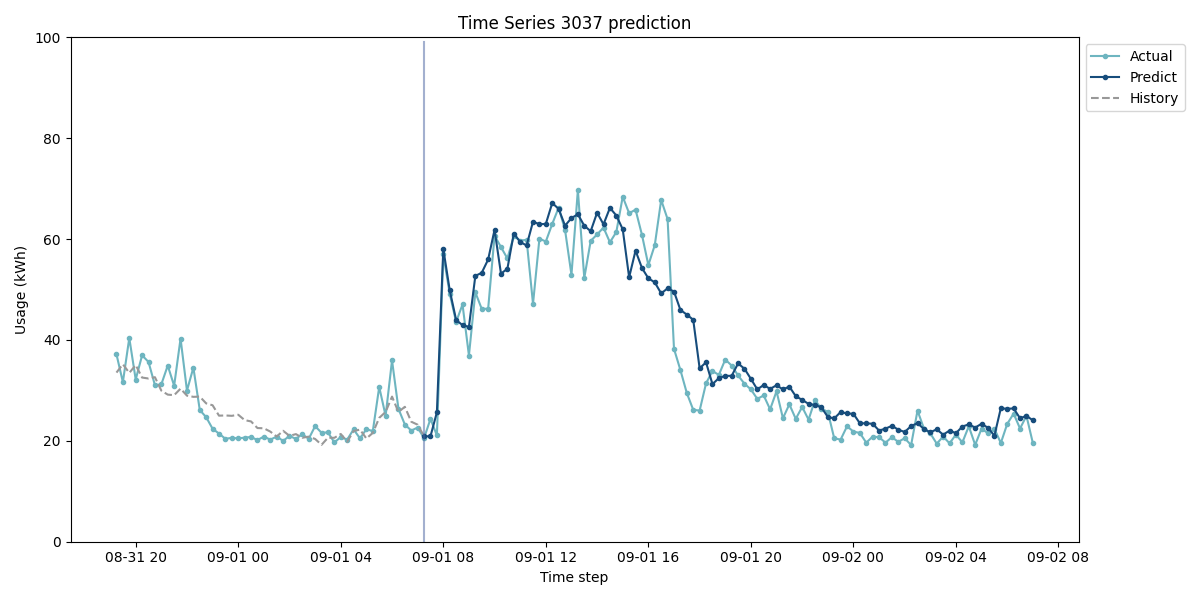 Time Series 3037 prediction
100
80
60
40
20
0
Usage (kWh)
08-31 20
09-01 00
09-01 04
09-01 08
09-01 12
09-01 16
09-01 20
09-02 00
09-02 04
09-02 08
Time step
Actual
Predict
History